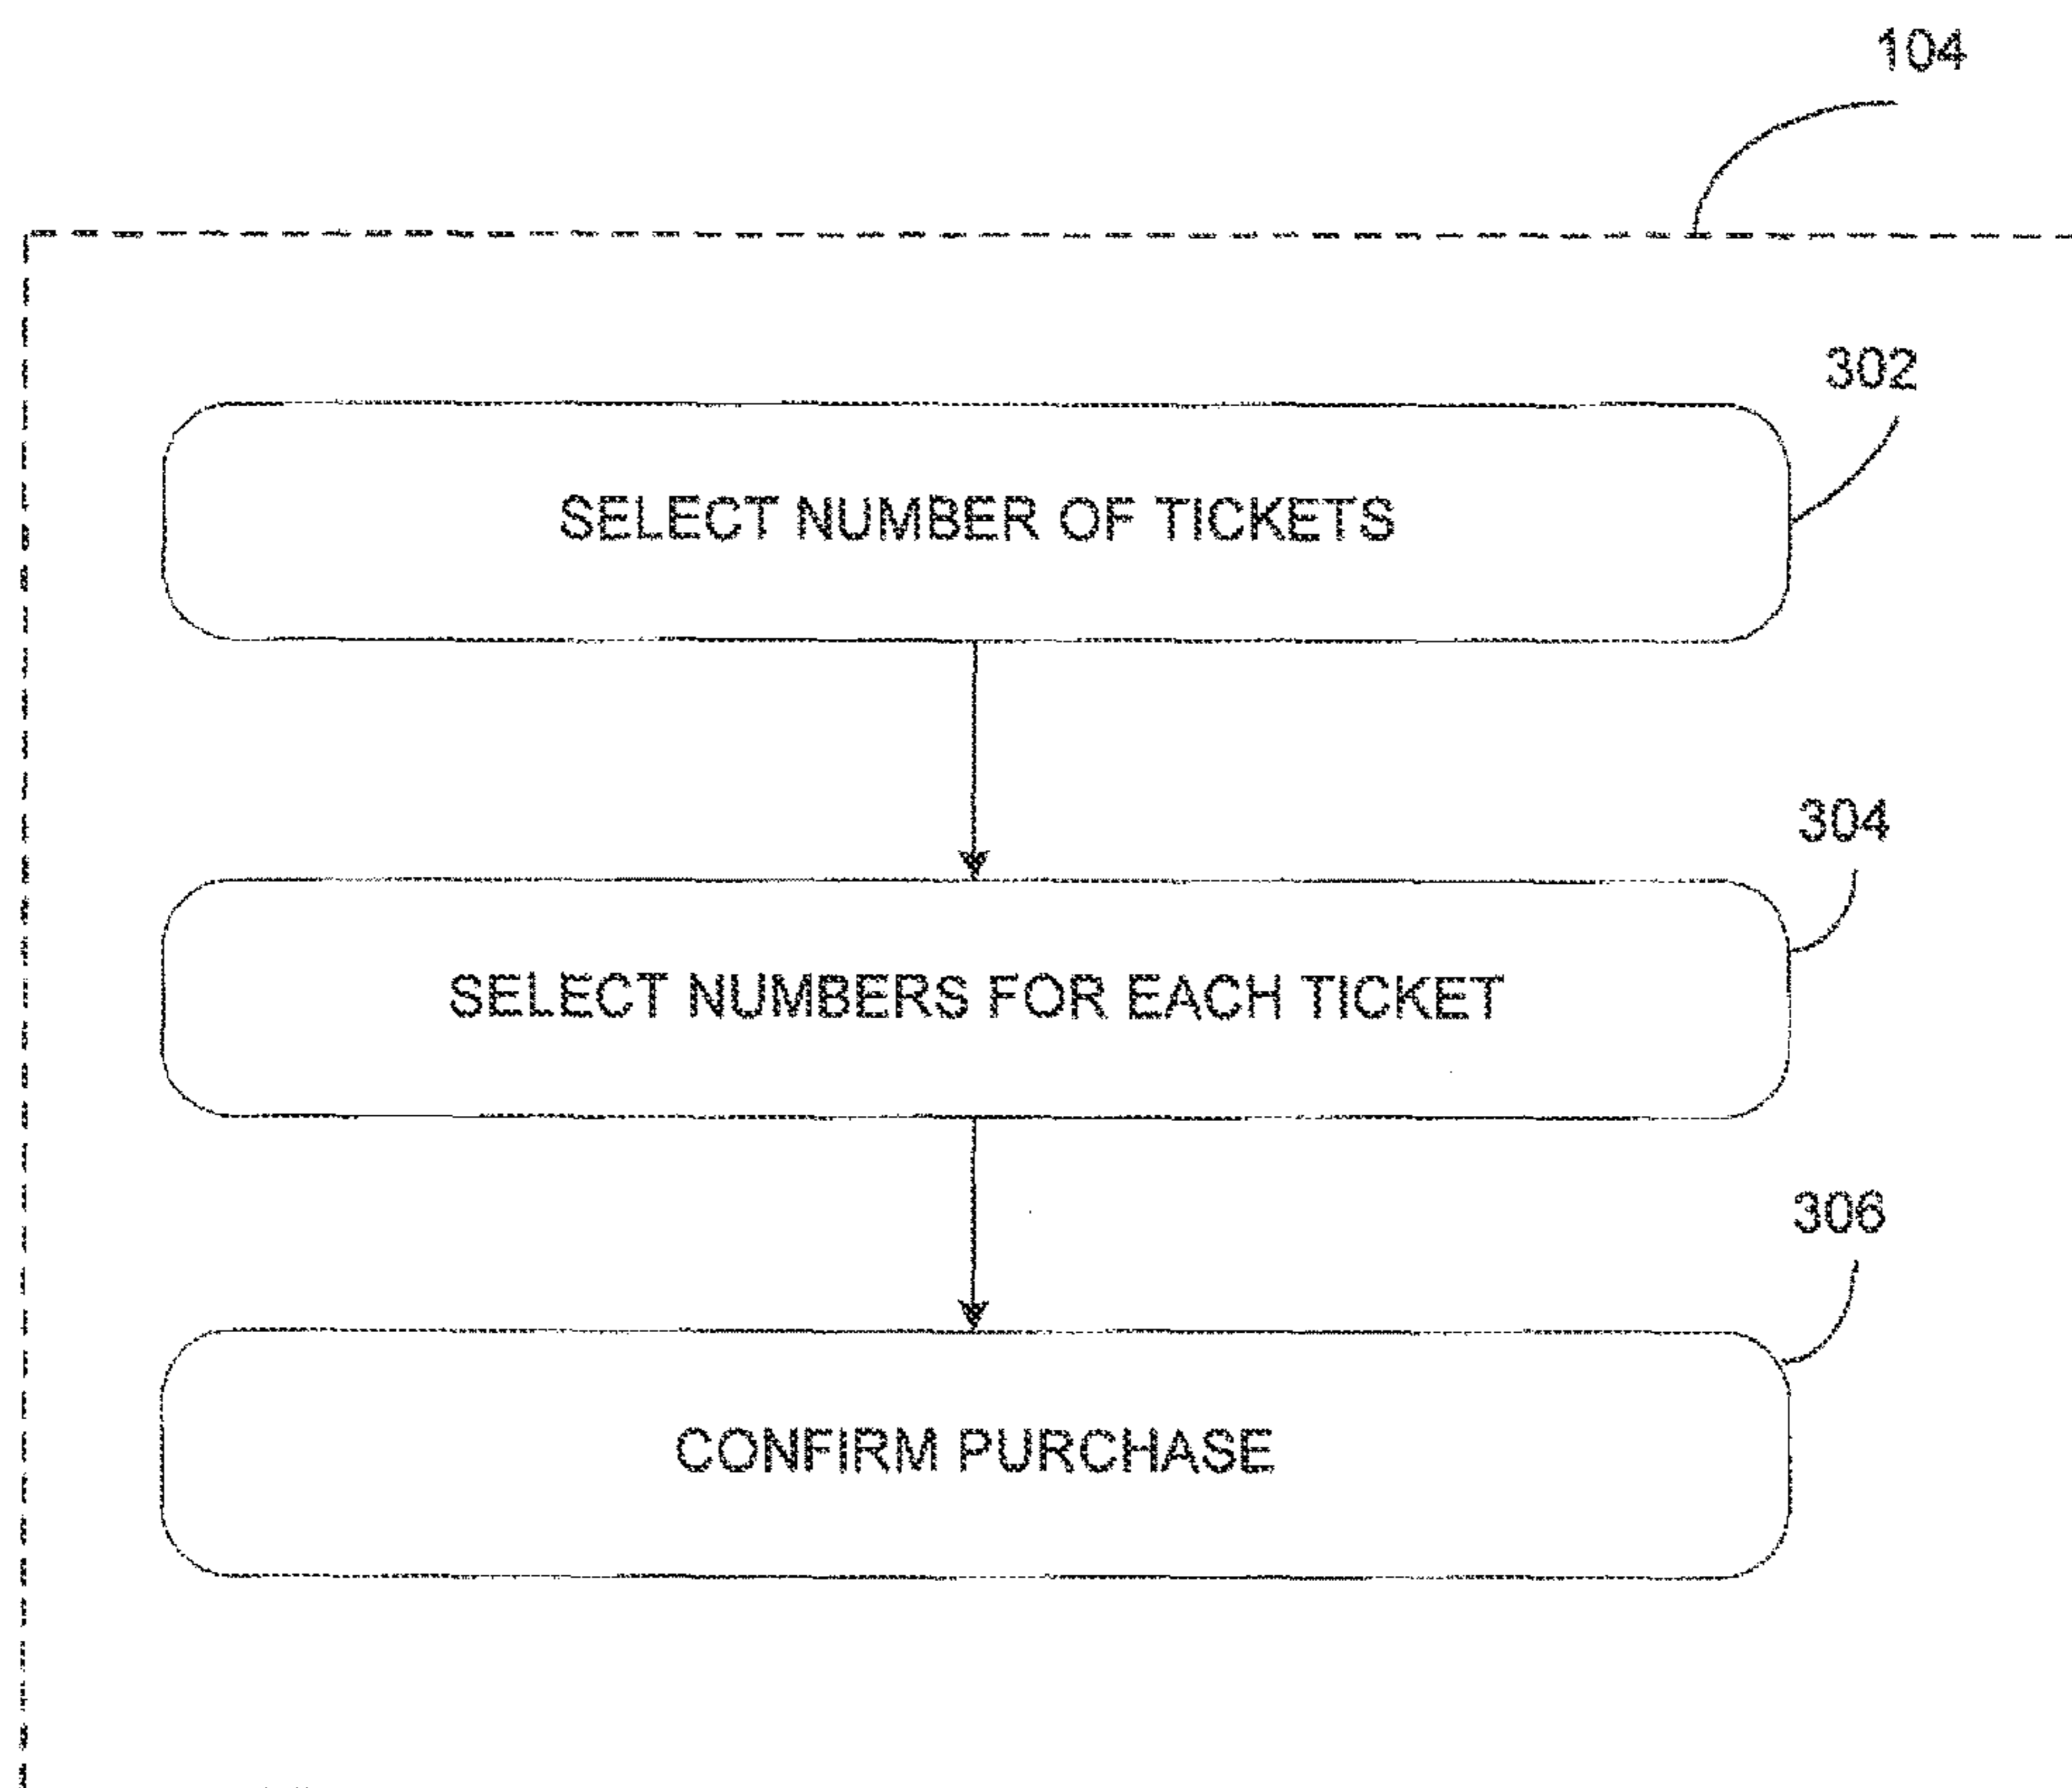 104
302
SELECT NUMBER OF TICKETS
304
SELECT NUMBERS FOR EACH TICKET
306
CONFIRM PURCHASE